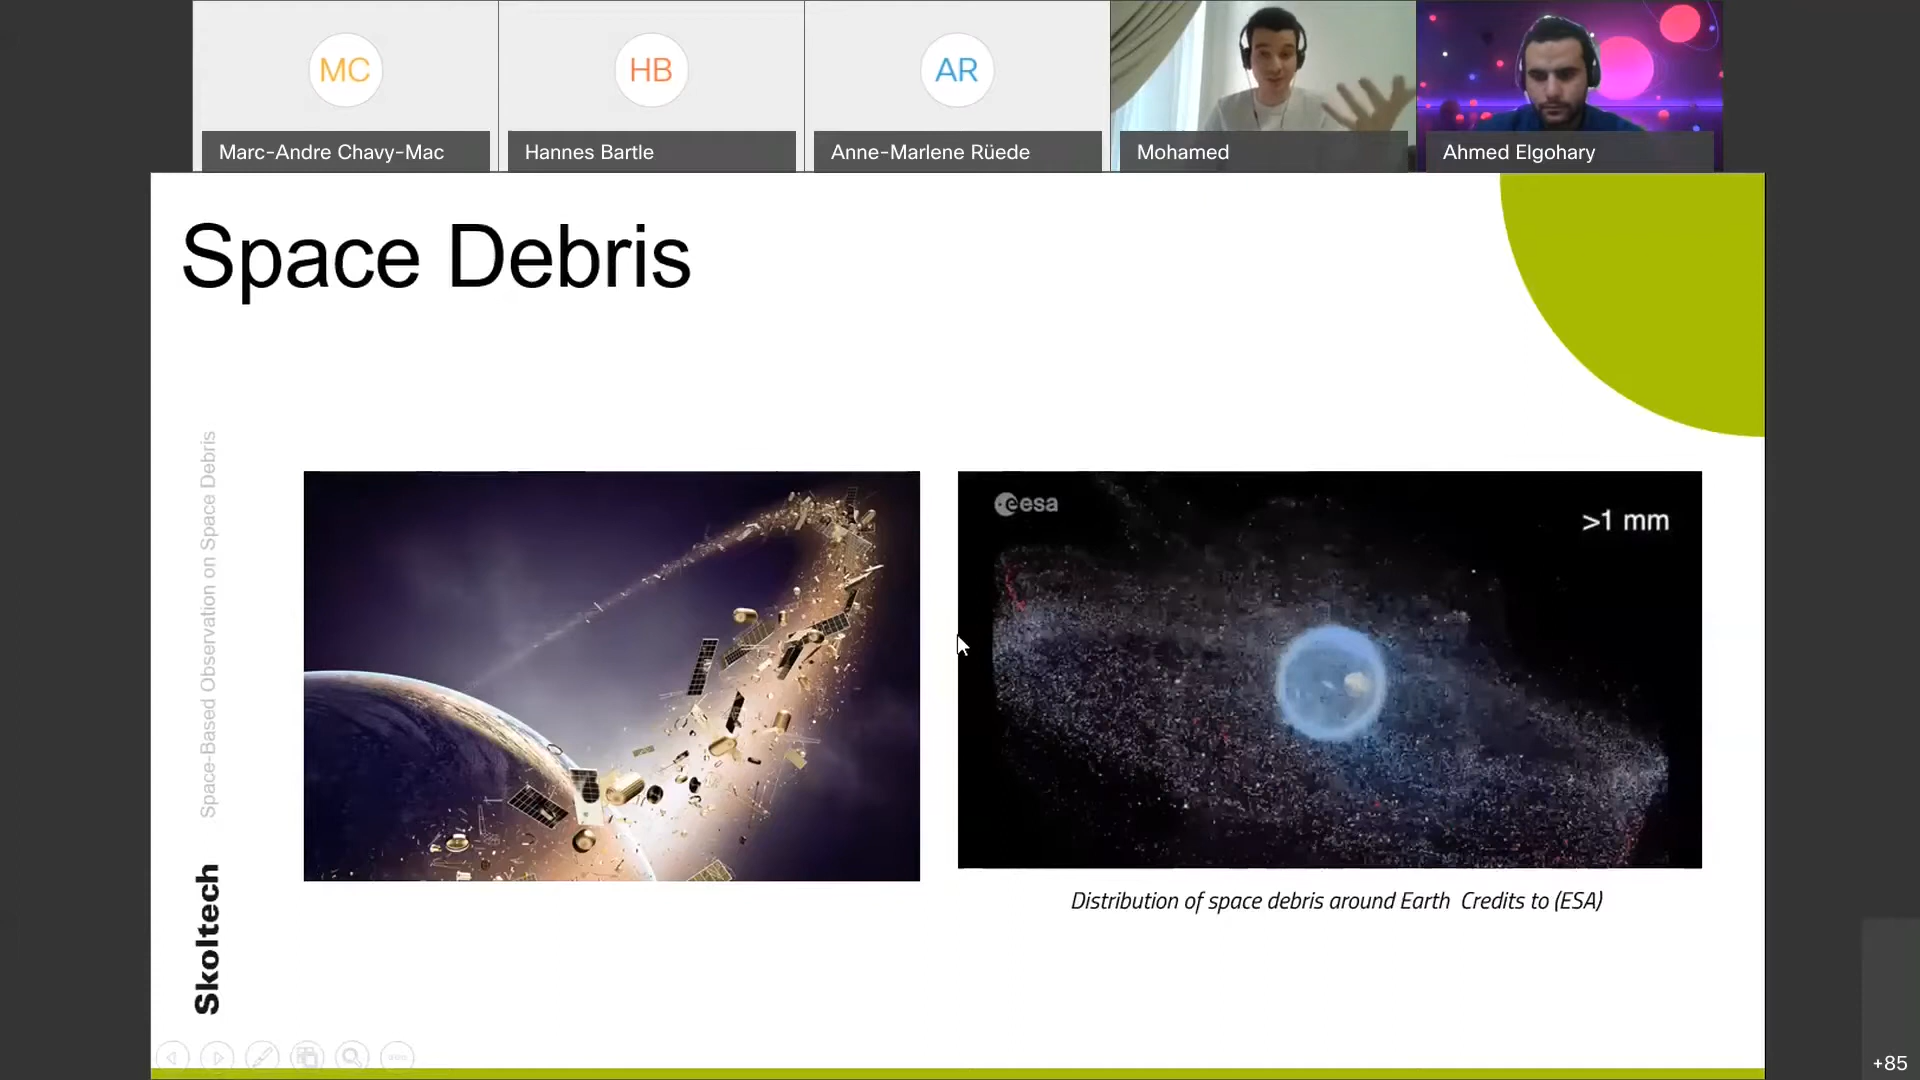 MC
HB
AR
Marc-Andre Chavy-Mac
Hannes Bartle
Anne-Marlene Rüede
Mohamed
Ahmed Elgohary
Space Debris
Space-Based Observation on Space Debris
Skoltech
esa
>1 mm
Distribution of space debris around Earth Credits to (ESA)
+85